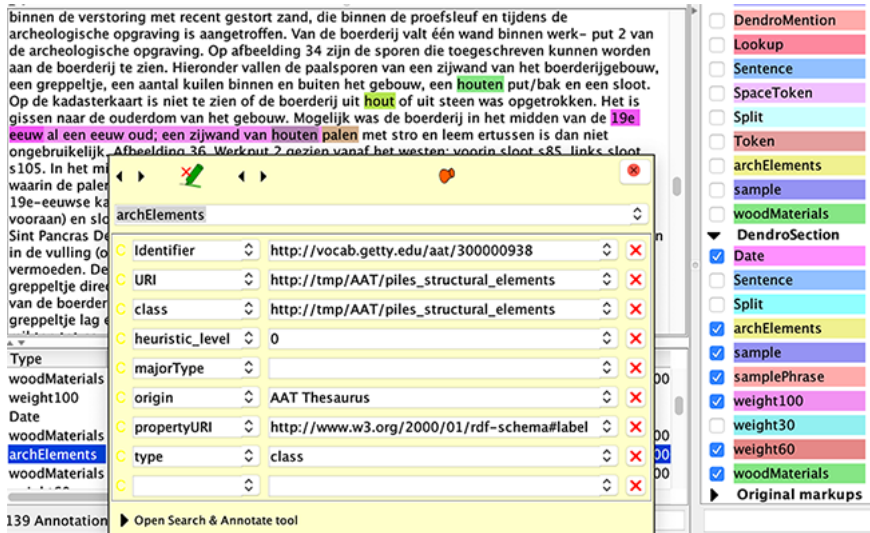 binnen de verstoring met recent gestort zand, die binnen de proefsleuf en tijdens de
archeologische opgraving is aangetroffen. Van de boerderij valt één wand binnen werk- put 2 van
de archeologische opgraving. Op afbeelding 34 zijn de sporen die toegeschreven kunnen worden
aan de boerderij te zien. Hieronder vallen de paalsporen van een zijwand van het boerderijgebouw,
een greppeltje, een aantal kuilen binnen en buiten het gebouw, een houten put/bak en een sloot.
Op de kadasterkaart is niet te zien of de boerderij uit hout of uit steen was opgetrokken. Het is
gissen naar de ouderdom van het gebouw. Mogelijk was de boerderij in het midden van de 19e
eeuw al een eeuw oud; een zijwand van houten palen met stro en leem ertussen is dan niet
ongebruikelijk. Afbeelding 36. Werkput 2 gezien vanaf het westen: voorin sloot s85, links sloot
s105. In het mi
waarin de paler
19e-eeuwse ka
vooraan) en slo
Sint Pancras De
in de vulling (o
vermoeden. De
greppeltje direc
van de boerder
greppeltje lag e
archElements
Identifier http://vocab.getty.edu/aat/300000938
URI http://tmp/AAT/piles_structural_elements
class http://tmp/AAT/piles_structural_elements
heuristic_level 0
majorType
origin AAT Thesaurus
propertyURI http://www.w3.org/2000/01/rdf-schema#label
type class
Open Search & Annotate tool
Type
woodMaterials
weight100
Date
woodMaterials
archElements
woodMaterials
139 Annotation
DendroMention
Lookup
Sentence
SpaceToken
Split
Token
archElements
sample
woodMaterials
DendroSection
Date
Sentence
Split
archElements
sample
samplePhrase
weight100
weight30
weight60
woodMaterials
Original markups